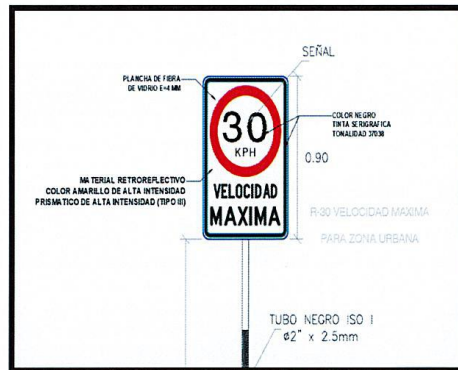 SEÑAL
PLANCHA DE FIBRA
DE VIDRIO E=4 MM
30
KPH
COLOR NEGRO
TINTA SERIGRAFICA
TONALIDAD 37038
0.90
MATERIAL RETROREFLECTIVO
COLOR AMARILLO DE ALTA INTENSIDAD
PRISMATICO DE ALTA INTENSIDAD (TIPO III)
VELOCIDAD
MAXIMA
R-30 VELOCIDAD MAXIMA
PARA ZONA URBANA
TUBO NEGRO ISO I
ø2" x 2.5mm